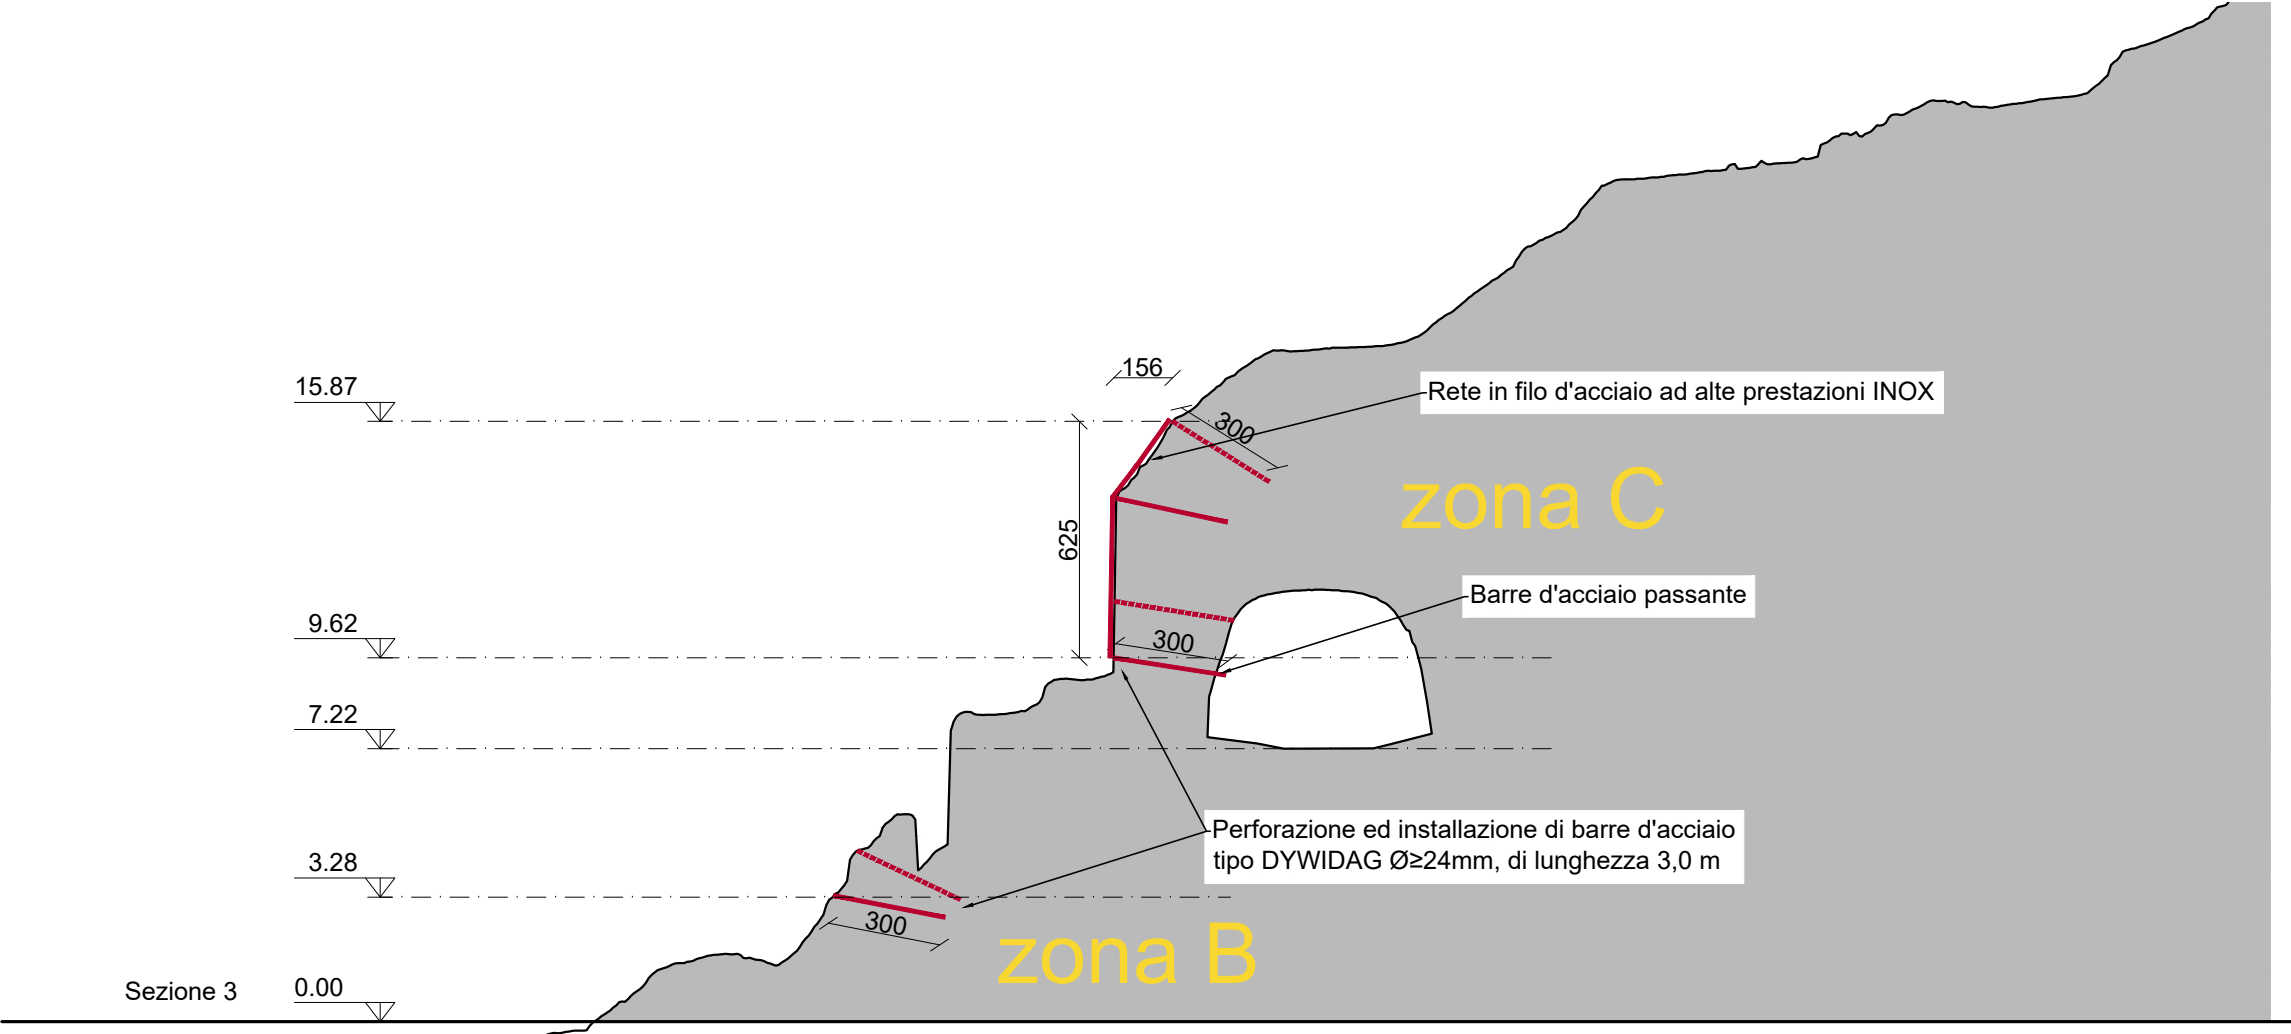 156
15.87
Rete in filo d'acciaio ad alte prestazioni INOX
300
zona C
625
Barre d'acciaio passante
9.62
300
7.22
Perforazione ed installazione di barre d'acciaio
tipo DYWIDAG Ø≥24mm, di lunghezza 3,0 m
3.28
300
zona B
Sezione 3
0.00